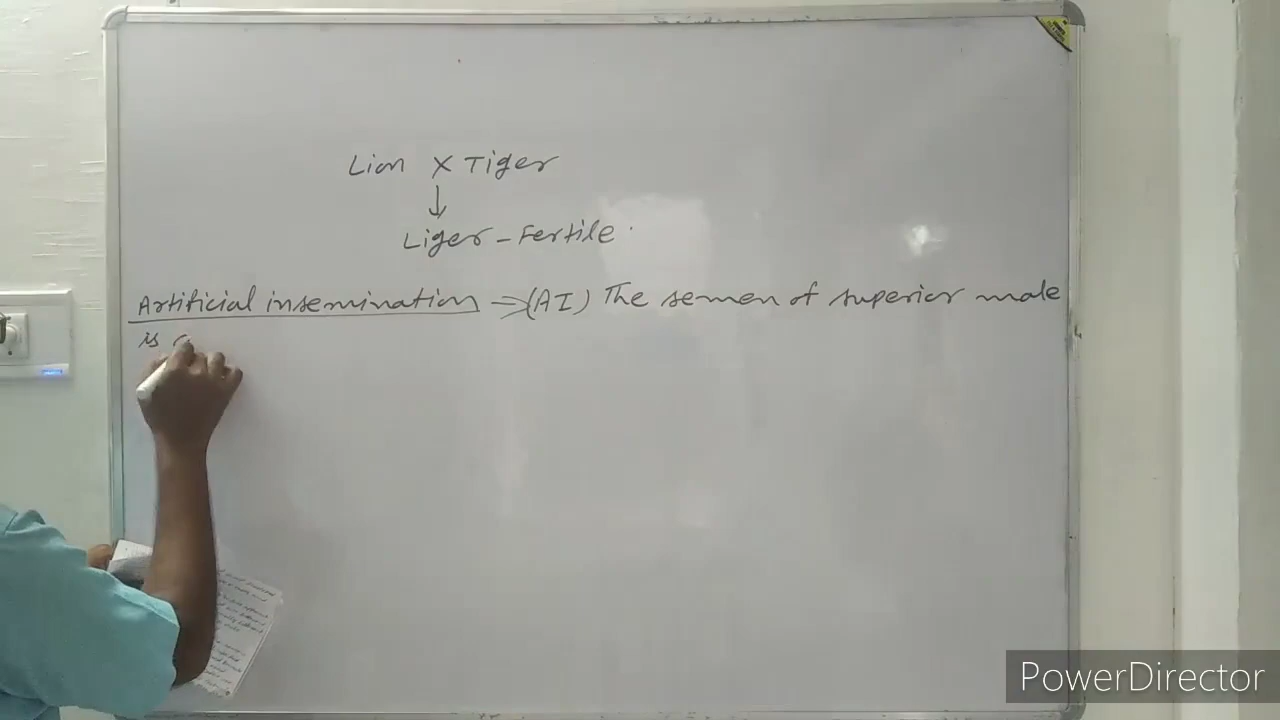 Lion X Tiger
↓
Liger - Fertile.
Artificial insemination => (AI) The semen of superior male
is
PowerDirector